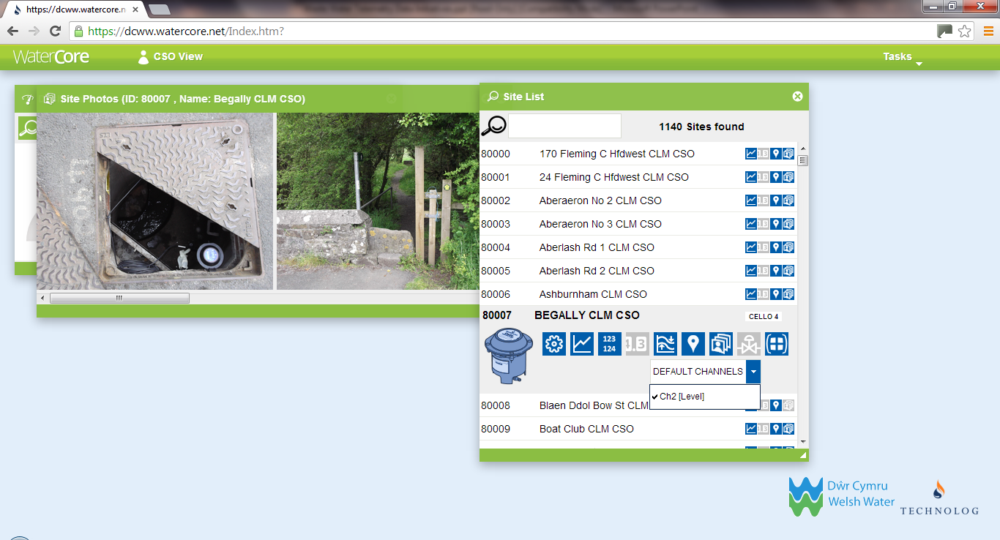 https://dcww.watercore.n
https://dcww.watercore.net/Index.htm?
WaterCore
CSO View
Tasks
Site Photos (ID: 80007 , Name: Begally CLM CSO)
Site List
1140 Sites found
80000 170 Fleming C Hfdwest CLM CSO
80001 24 Fleming C Hfdwest CLM CSO
80002 Aberaeron No 2 CLM CSO
80003 Aberaeron No 3 CLM CSO
80004 Aberlash Rd 1 CLM CSO
80005 Aberlash Rd 2 CLM CSO
80006 Ashburnham CLM CSO
80007 BEGALLY CLM CSO CELLO 4
123
124
1.3
DEFAULT CHANNELS
Ch2 [Level]
80008 Blaen Ddol Bow St CLM
80009 Boat Club CLM CSO
Dŵr Cymru
Welsh Water
TECHNOLOG